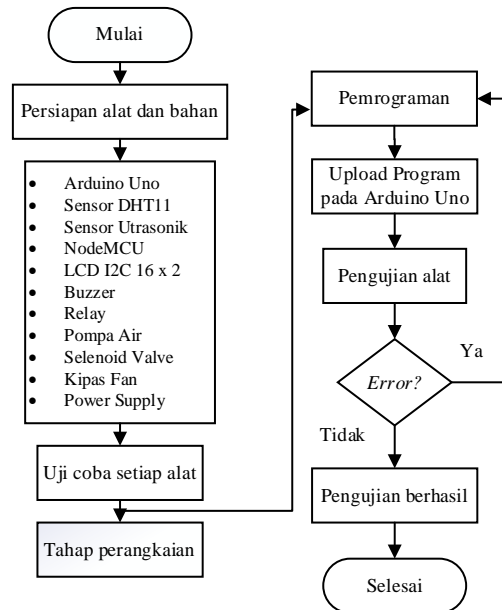 Mulai
Persiapan alat dan bahan
• Arduino Uno
• Sensor DHT11
• Sensor Utrasonik
• NodeMCU
• LCD I2C 16 x 2
• Buzzer
• Relay
• Pompa Air
• Selenoid Valve
• Kipas Fan
• Power Supply
Uji coba setiap alat
Tahap perangkaian
Pemrograman
Upload Program
pada Arduino Uno
Pengujian alat
Error?
Ya
Tidak
Pengujian berhasil
Selesai